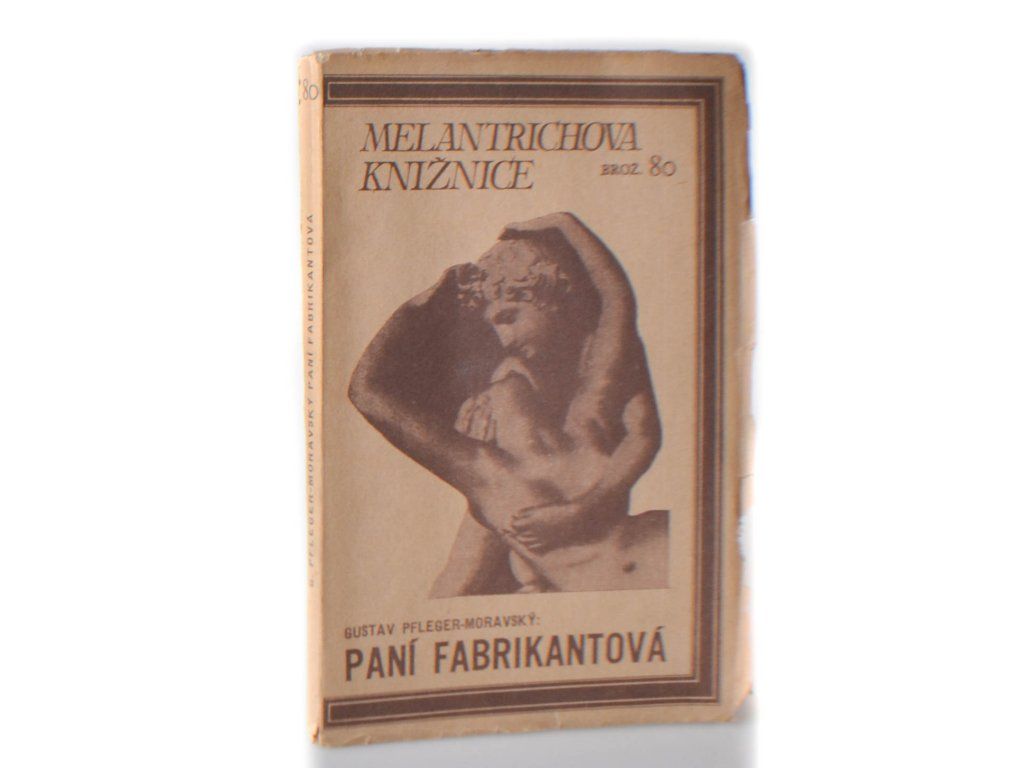 MELANTRICHOVA
KNIŽNICE
BROŽ. 80
GUSTAV PFLEGER-MORAVSKÝ:
PANÍ FABRIKANTOVÁ
80
G. PFLEGER-MORAVSKÝ PANÍ FABRIKANTOVÁ